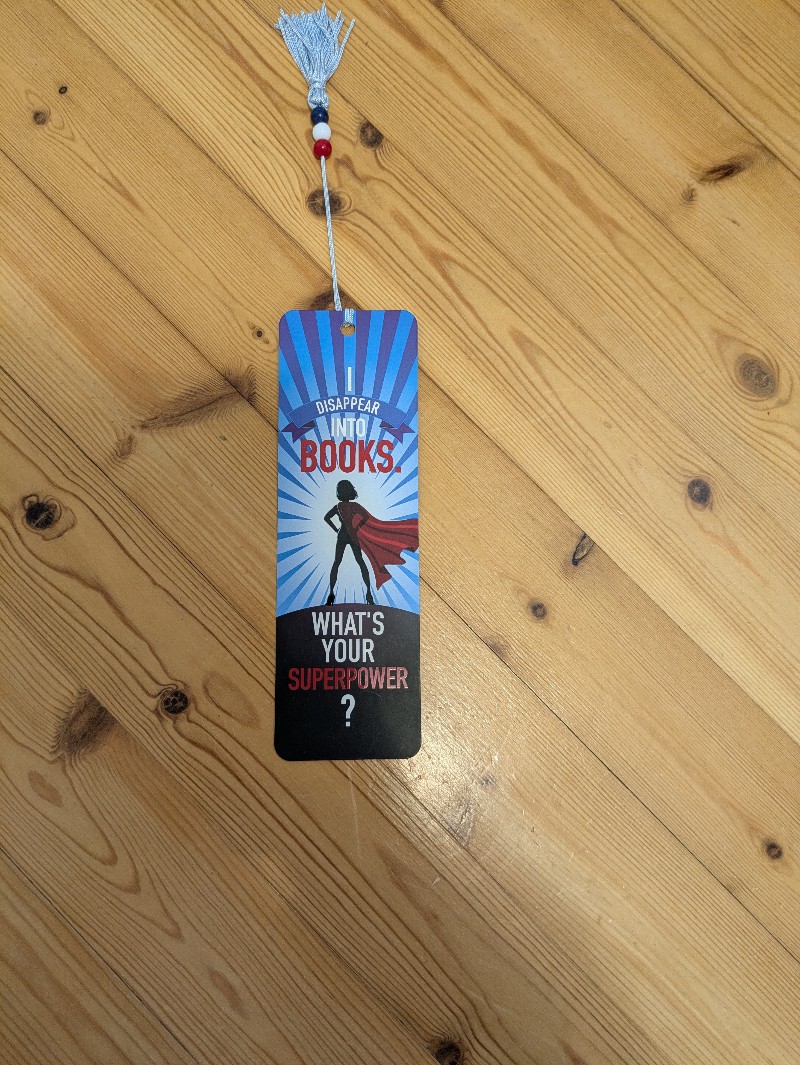 I
DISAPPEAR
INTO
BOOKS.
WHAT'S
YOUR
SUPERPOWER
?